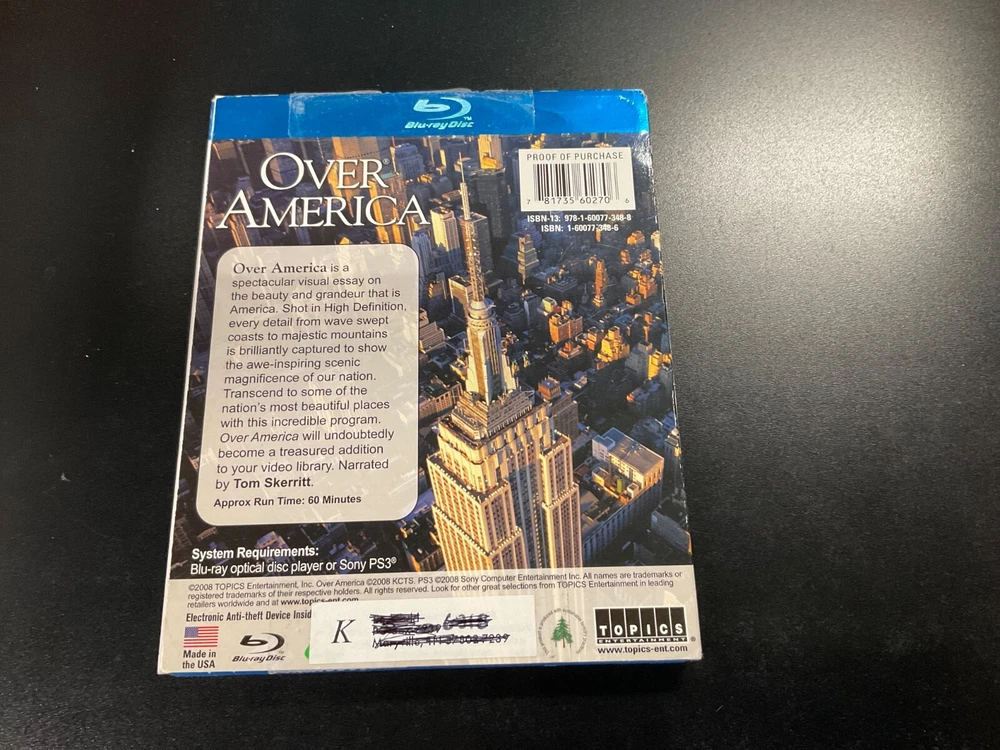 Blu-ray Disc™
OVER®
AMERICA
PROOF OF PURCHASE
7 81735 60270 6
ISBN-13: 978-1-60077-348-8
ISBN: 1-60077-348-6
Over America is a
spectacular visual essay on
the beauty and grandeur that is
America. Shot in High Definition,
every detail from wave swept
coasts to majestic mountains
is brilliantly captured to show
the awe-inspiring scenic
magnificence of our nation.
Transcend to some of the
nation's most beautiful places
with this incredible program.
Over America will undoubtedly
become a treasured addition
to your video library. Narrated
by Tom Skerritt.
Approx Run Time: 60 Minutes
System Requirements:
Blu-ray optical disc player or Sony PS3®
©2008 TOPICS Entertainment, Inc. Over America ©2008 KCTS. PS3 ©2008 Sony Computer Entertainment Inc. All names are trademarks or
registered trademarks of their respective holders. All rights reserved. Look for other great selections from TOPICS Entertainment in leading
retailers worldwide and at www.topics-ent.com
Electronic Anti-theft Device Insid
Made in
the USA
Blu-ray Disc
K
TOPICS
ENTERTAINMENT®
www.topics-ent.com